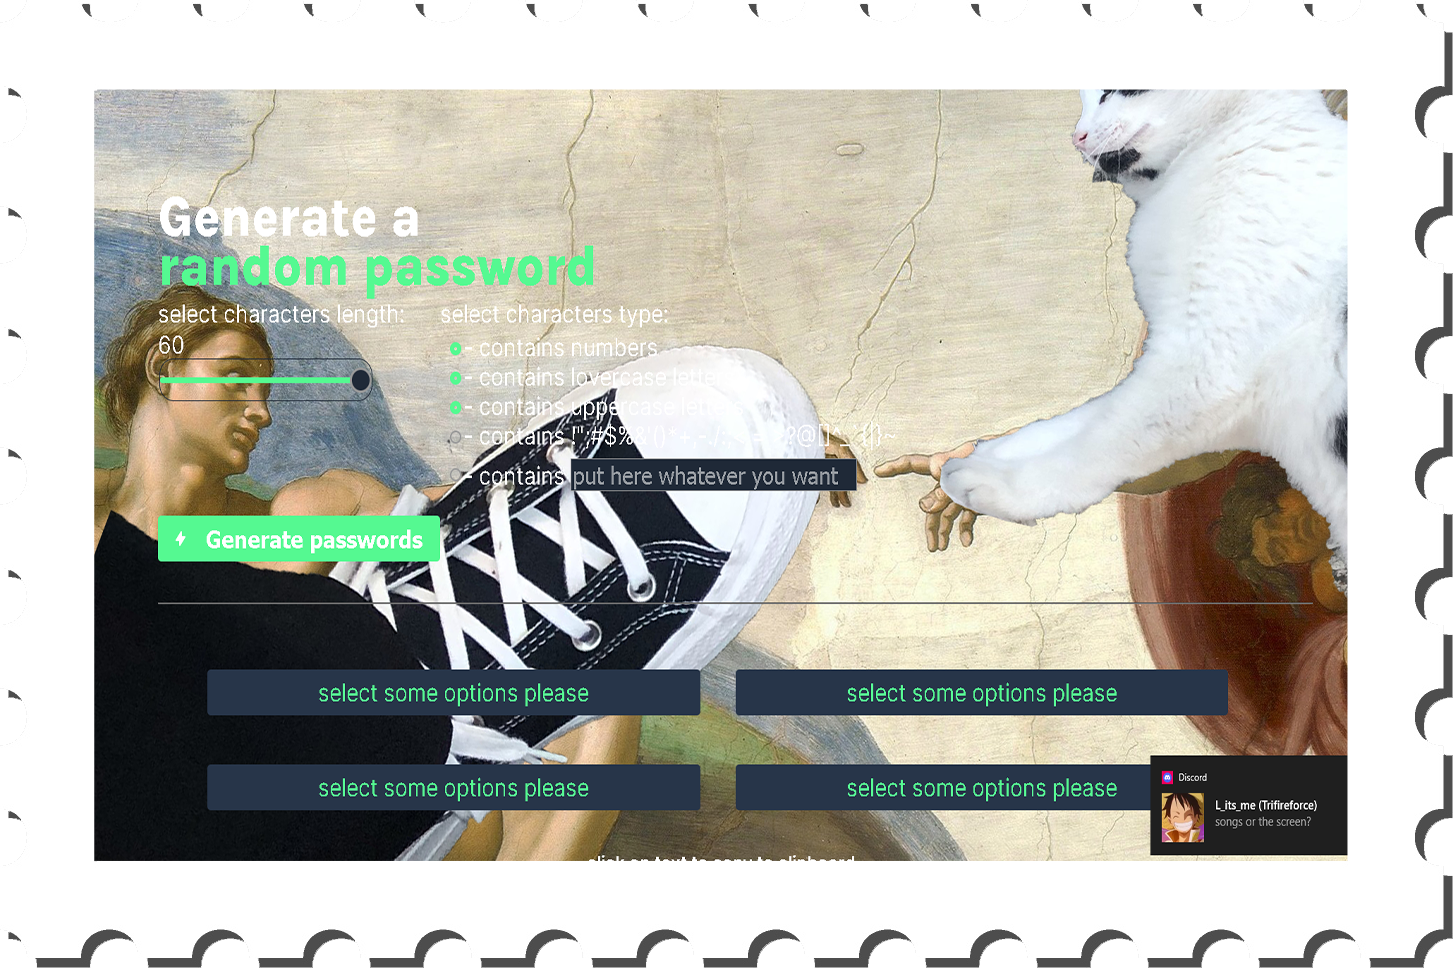 Generate a
random password
select characters length:
60
select characters type:
- contains numbers
- contains lovercase letters
- contains uppercase letters
- contains !";#$%&'()*+,-./:
- contains put here whatever you want
Generate passwords
select some options please
select some options please
select some options please
select some options please
click on text to copy to clipboard
Discord
L_its_me (Trifireforce)
songs or the screen?